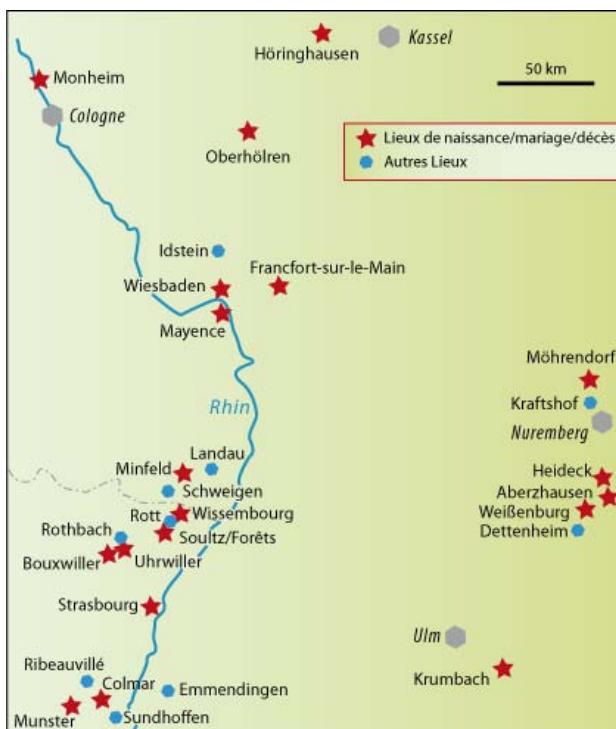 Höringhausen
Kassel
Monheim
50 km
Cologne
Lieux de naissance/mariage/décès
Autres Lieux
Oberhölren
Idstein
Francfort-sur-le-Main
Wiesbaden
Mayence
Möhrendorf
Rhin
Kraftshof
Nuremberg
Landau
Minfeld
Heideck
Schweigen
Aberzhausen
Rott
Wissembourg
Weißenburg
Rothbach
Soultz/Forêts
Dettenheim
Bouxwiller
Uhrwiller
Strasbourg
Ulm
Ribeauvillé
Colmar
Emmendingen
Krumbach
Munster
Sundhoffen